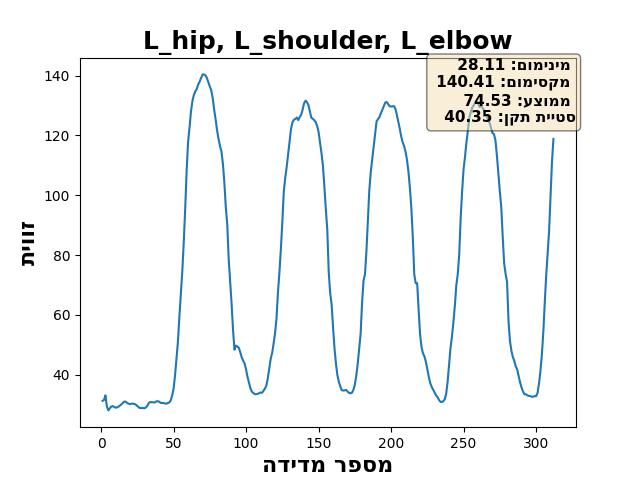 L_hip, L_shoulder, L_elbow
מינימום: 28.11
מקסימום: 140.41
ממוצע: 74.53
סטיית תקן: 40.35
זווית
140
120
100
80
60
40
0 50 100 150 200 250 300
מספר מדידה